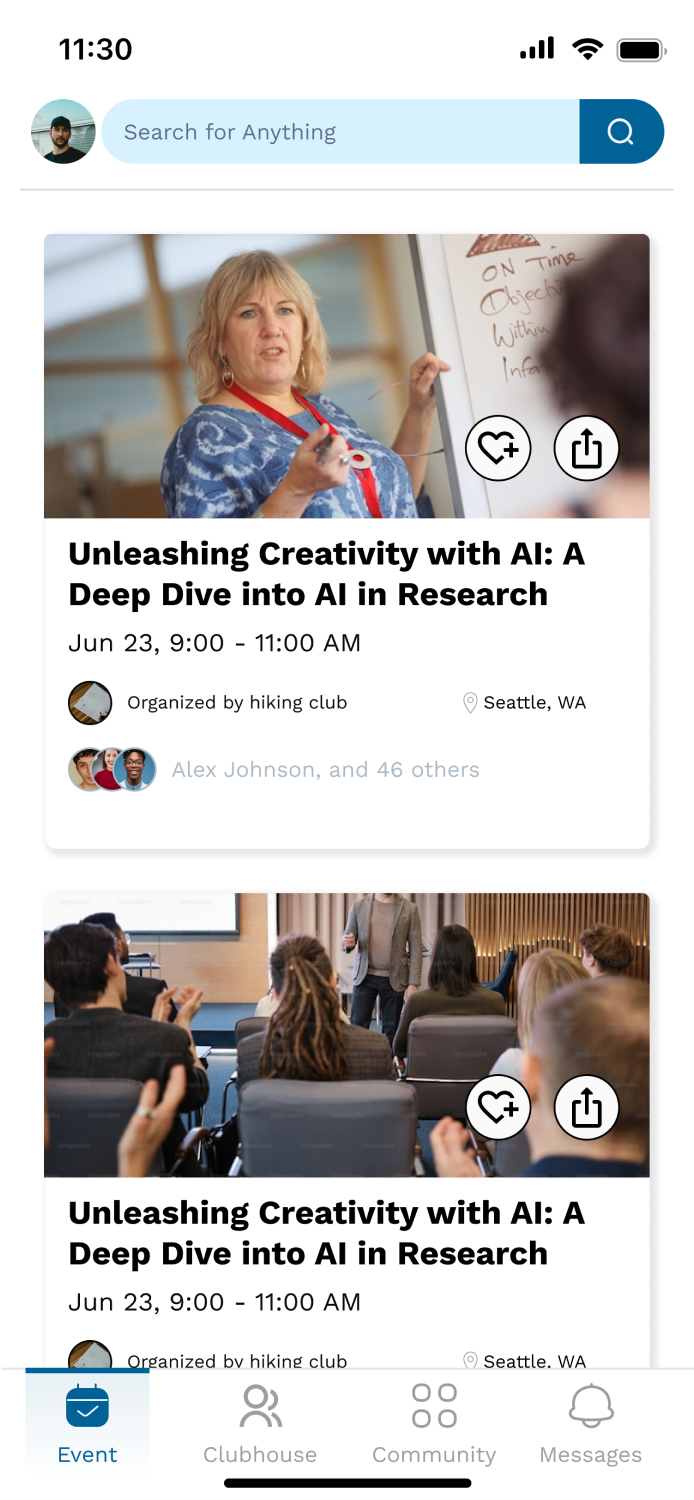 11:30
Search for Anything
ON Time
Within
Unleashing Creativity with AI: A
Deep Dive into AI in Research
Jun 23, 9:00 - 11:00 AM
Organized by hiking club
Seattle, WA
Alex Johnson, and 46 others
Unleashing Creativity with AI: A
Deep Dive into AI in Research
Jun 23, 9:00 - 11:00 AM
Organized by hiking club
Seattle, WA
Event
Clubhouse
Community
Messages